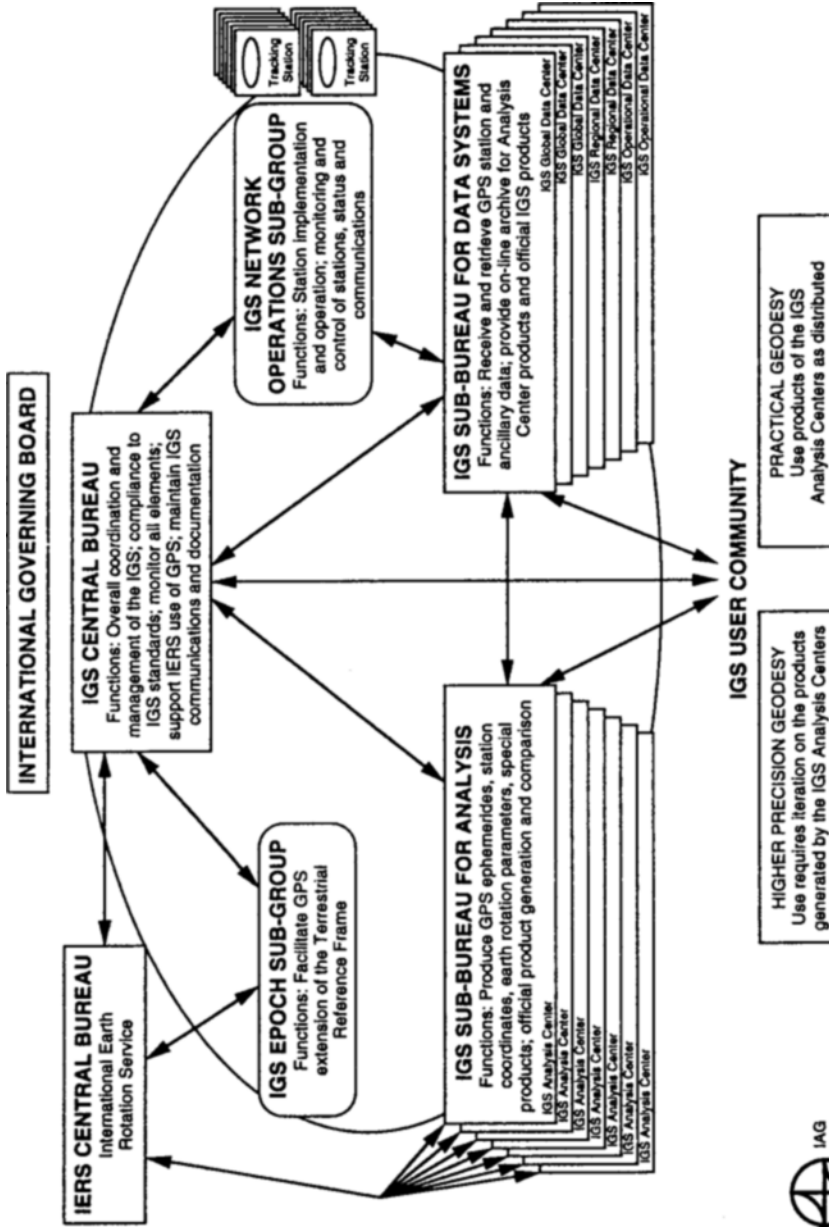 INTERNATIONAL GOVERNING BOARD
IERS CENTRAL BUREAU
International Earth
Rotation Service
IGS CENTRAL BUREAU
Functions: Overall coordination and
management of the IGS; compliance to
IGS standards; monitor all elements;
support IERS use of GPS; maintain IGS
communications and documentation
Tracking
Station
Tracking
Station
IGS EPOCH SUB-GROUP
Functions: Facilitate GPS
extension of the Terrestrial
Reference Frame
IGS NETWORK
OPERATIONS SUB-GROUP
Functions: Station implementation
and operation; monitoring and
control of stations, status and
communications
IGS SUB-BUREAU FOR ANALYSIS
Functions: Produce GPS ephemerides, station
coordinates, earth rotation parameters, special
products; official product generation and comparison
IGS Analysis Center
IGS Analysis Center
IGS Analysis Center
IGS Analysis Center
IGS Analysis Center
IGS Analysis Center
IGS Analysis Center
IGS SUB-BUREAU FOR DATA SYSTEMS
Functions: Receive and retrieve GPS station and
ancillary data; provide on-line archive for Analysis
Center products and official IGS products
IGS Global Data Center
IGS Global Data Center
IGS Global Data Center
IGS Regional Data Center
IGS Regional Data Center
IGS Operational Data Center
IGS Operational Data Center
IGS USER COMMUNITY
HIGHER PRECISION GEODESY
Use requires iteration on the products
generated by the IGS Analysis Centers
PRACTICAL GEODESY
Use products of the IGS
Analysis Centers as distributed
IAG